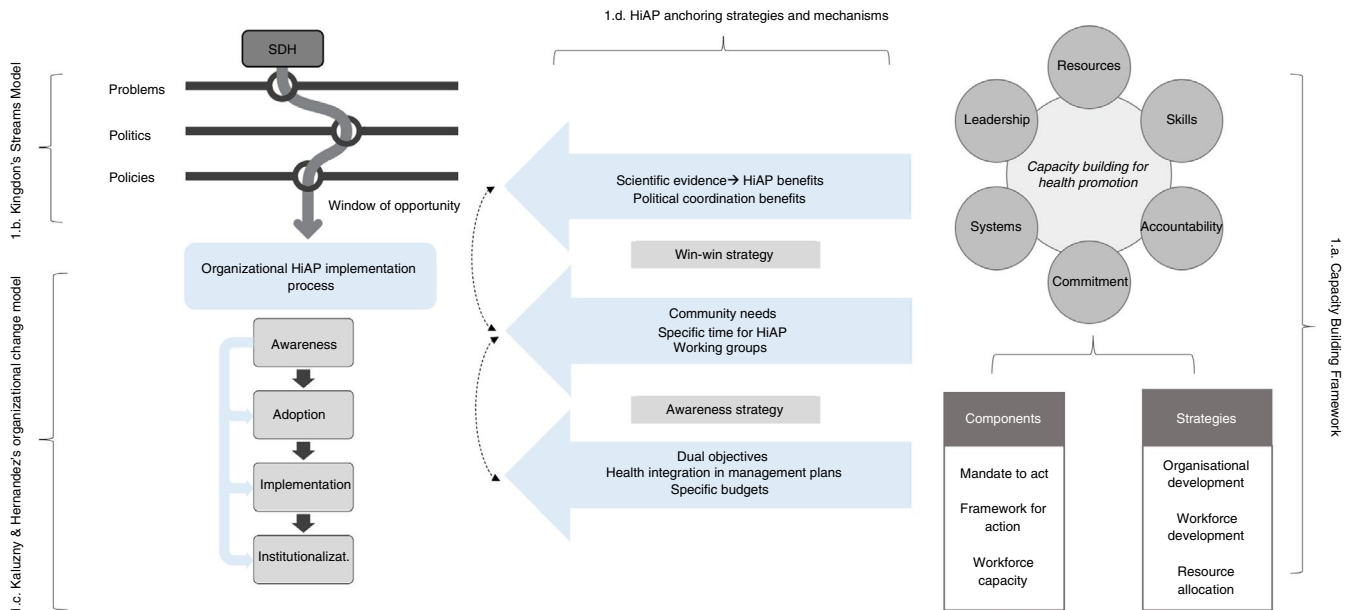 1.d. HiAP anchoring strategies and mechanisms
1.b. Kingdon's Streams Model
SDH
Problems
Politics
Policies
Window of opportunity
1.c. Kaluzny & Hernandez's organizational change model
Organizational HiAP implementation
process
Awareness
Adoption
Implementation
Institutionalizat.
Scientific evidence→ HiAP benefits
Political coordination benefits
Win-win strategy
Community needs
Specific time for HiAP
Working groups
Awareness strategy
Dual objectives
Health integration in management plans
Specific budgets
Resources
Leadership
Skills
Capacity building for
health promotion
Systems
Accountability
Commitment
1.a. Capacity Building Framework
Components
Mandate to act
Framework for
action
Workforce
capacity
Strategies
Organisational
development
Workforce
development
Resource
allocation